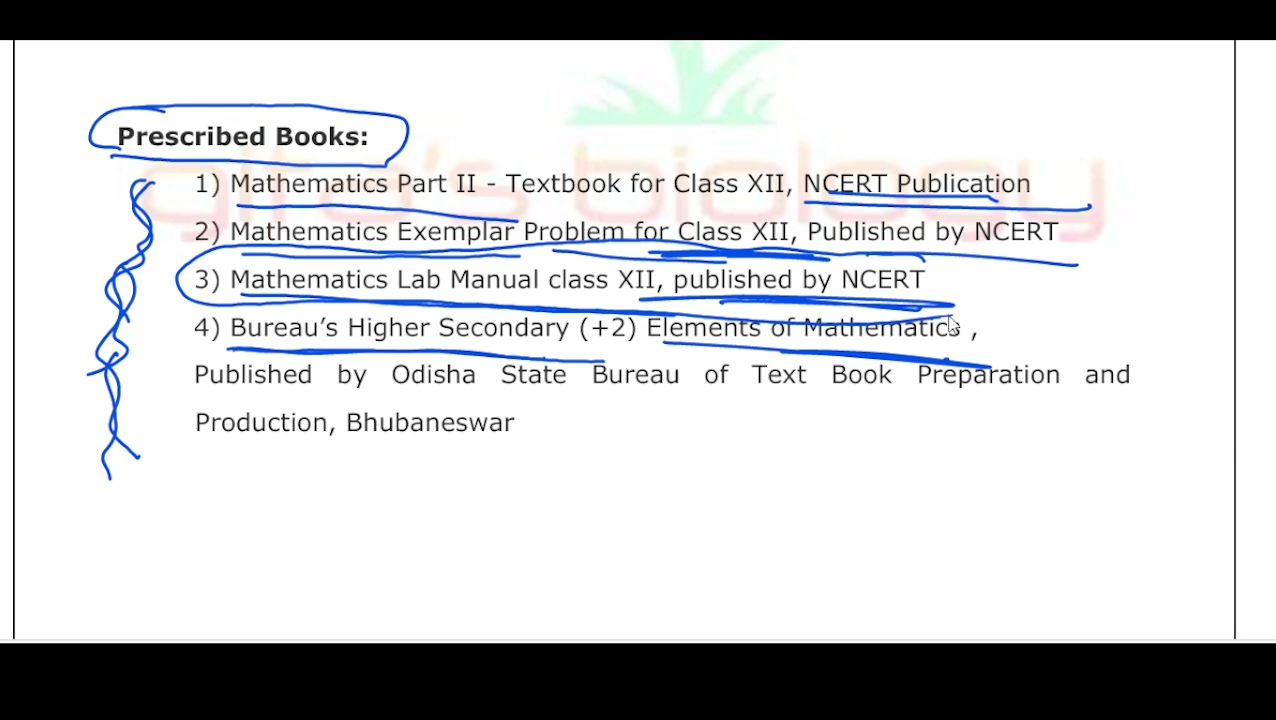 Prescribed Books:
1) Mathematics Part II - Textbook for Class XII, NCERT Publication
2) Mathematics Exemplar Problem for Class XII, Published by NCERT
3) Mathematics Lab Manual class XII, published by NCERT
4) Bureau's Higher Secondary (+2) Elements of Mathematics ,
Published by Odisha State Bureau of Text Book Preparation and
Production, Bhubaneswar